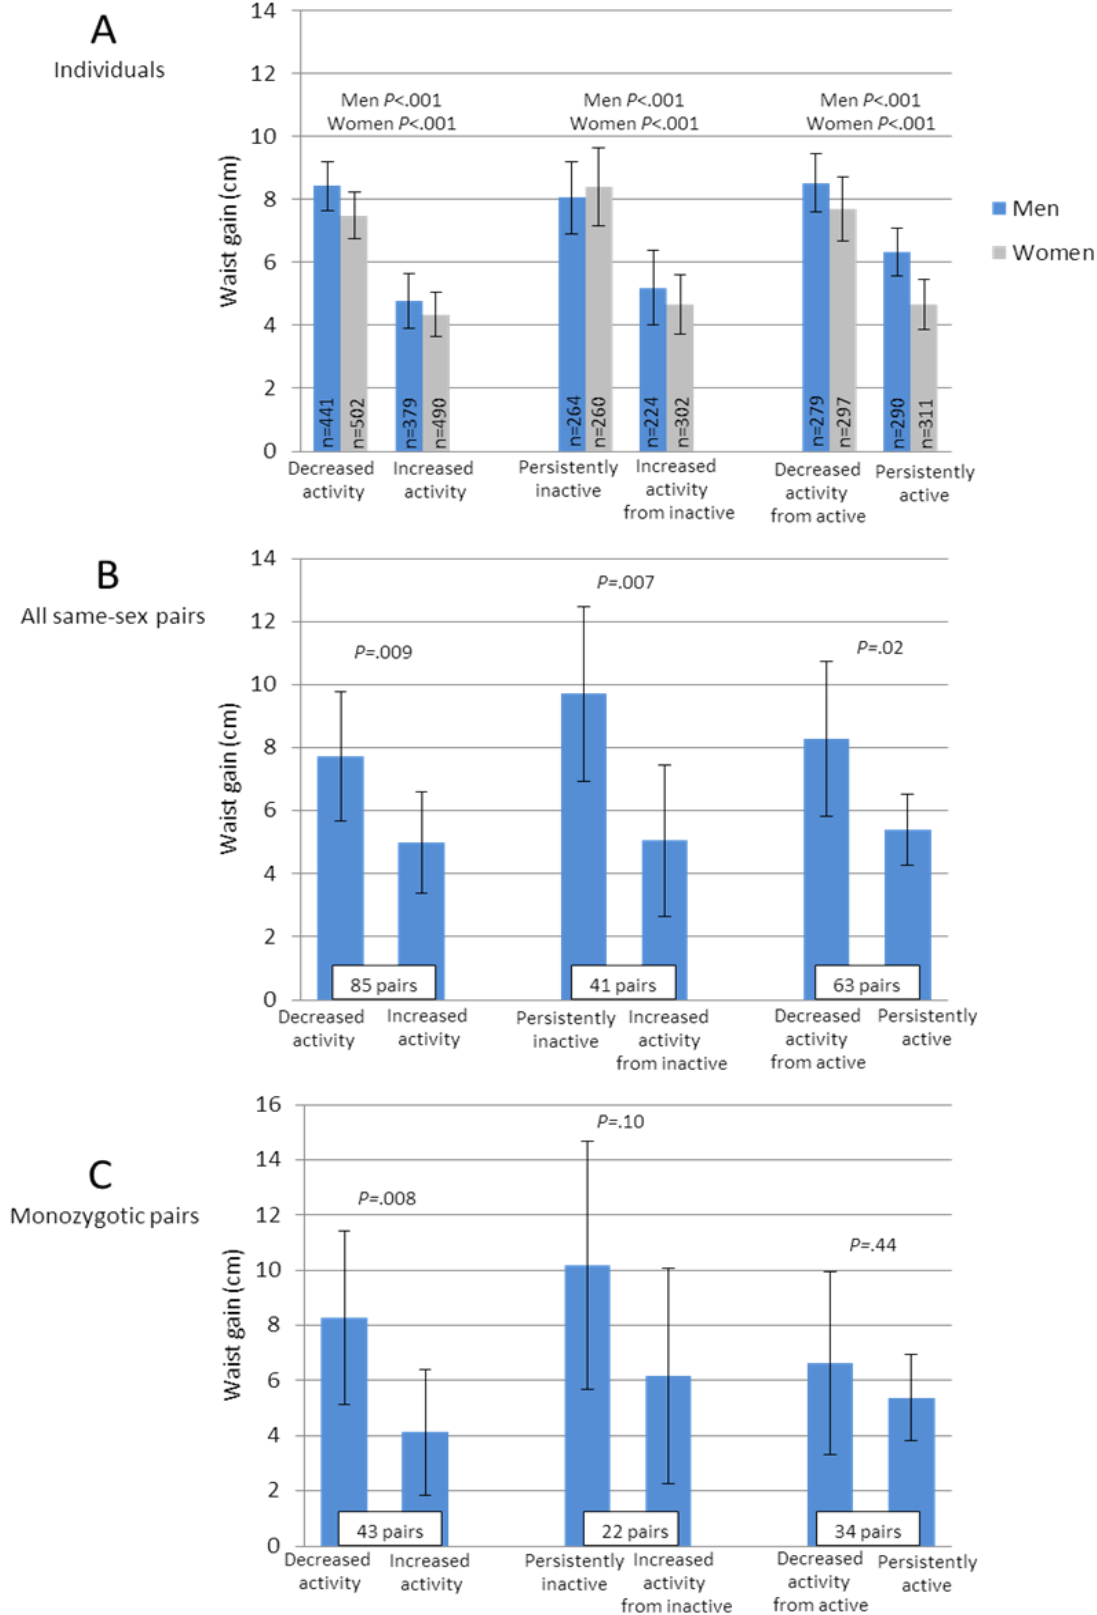 A
Individuals
14
12
10
8
6
4
2
0
Waist gain (cm)
Men P<.001
Women P<.001
Men P<.001
Women P<.001
Men P<.001
Women P<.001
n=441
n=502
n=379
n=490
n=264
n=260
n=224
n=302
n=279
n=297
n=290
n=311
Decreased
activity
Increased
activity
Persistently
inactive
Increased
activity
from inactive
Decreased
activity
from active
Persistently
active
Men
Women
B
All same-sex pairs
14
12
10
8
6
4
2
0
Waist gain (cm)
P=.009
P=.007
P=.02
85 pairs
41 pairs
63 pairs
Decreased
activity
Increased
activity
Persistently
inactive
Increased
activity
from inactive
Decreased
activity
from active
Persistently
active
C
Monozygotic pairs
16
14
12
10
8
6
4
2
0
Waist gain (cm)
P=.008
P=.10
P=.44
43 pairs
22 pairs
34 pairs
Decreased
activity
Increased
activity
Persistently
inactive
Increased
activity
from inactive
Decreased
activity
from active
Persistently
active